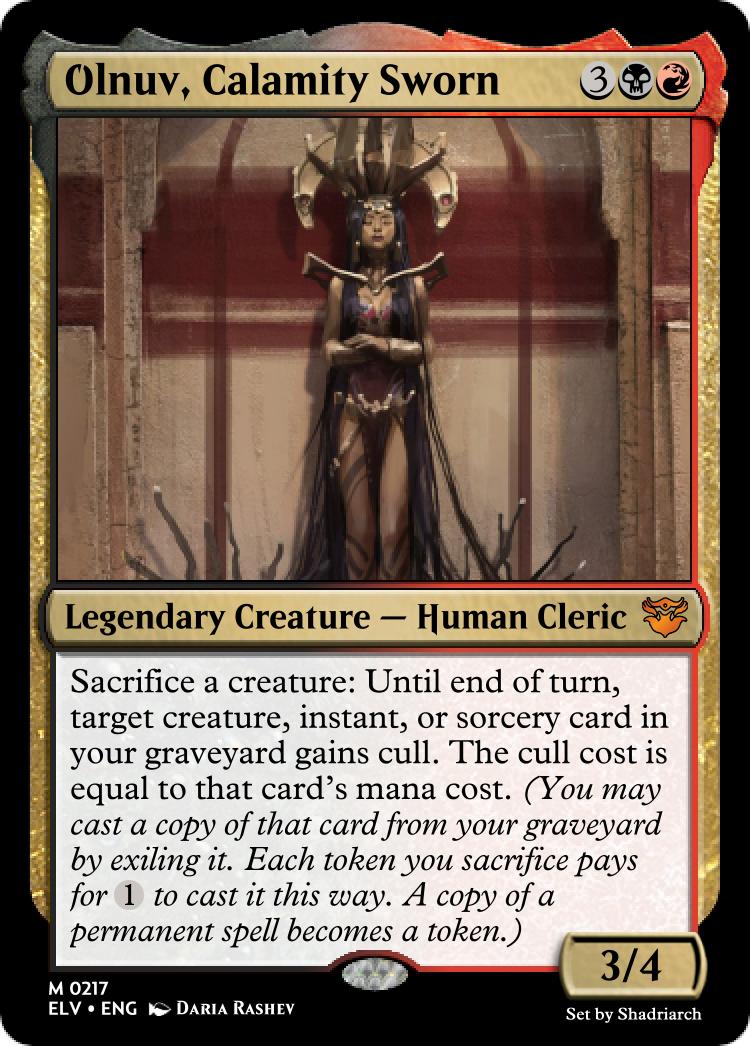 Olnuv, Calamity Sworn 3
Legendary Creature — Human Cleric
Sacrifice a creature: Until end of turn,
target creature, instant, or sorcery card in
your graveyard gains cull. The cull cost is
equal to that card's mana cost. (You may
cast a copy of that card from your graveyard
by exiling it. Each token you sacrifice pays
for 1 to cast it this way. A copy of a
permanent spell becomes a token.)
3/4
M 0217
ELV • ENG Daria Rashev
Set by Shadriarch